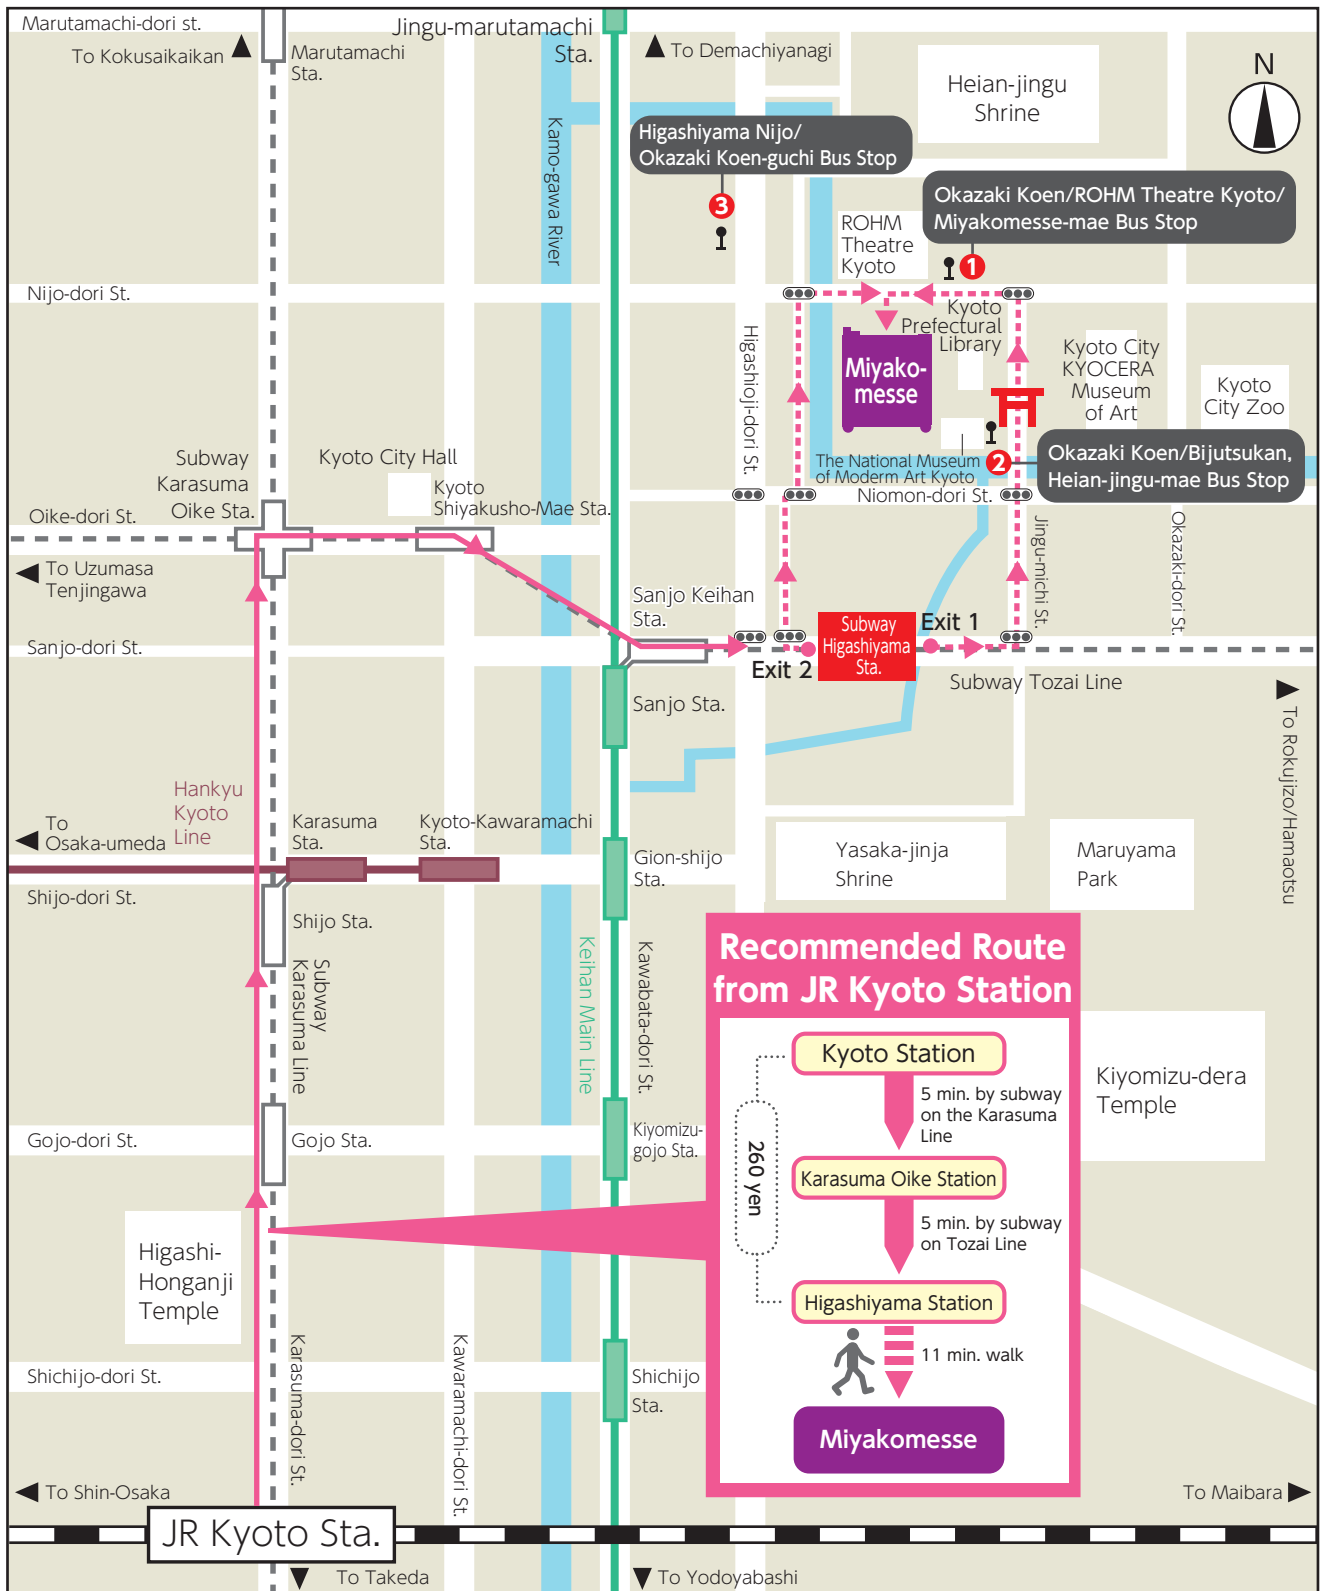 Marutamachi-dori st.
To Kokusaikaikan
Marutamachi
Sta.
Jingu-marutamachi
Sta.
To Demachiyanagi
Heian-jingu
Shrine
N
Kamo-gawa River
Higashiyama Nijo/
Okazaki Koen-guchi Bus Stop
3
Okazaki Koen/ROHM Theatre Kyoto/
Miyakomesse-mae Bus Stop
1
ROHM
Theatre
Kyoto
Nijo-dori St.
Kyoto
Prefectural
Library
Higashioji-dori St.
Miyako-
messe
Kyoto City
KYOCERA
Museum
of Art
Kyoto
City Zoo
The National Museum
of Modern Art Kyoto
2
Okazaki Koen/Bijutsukan,
Heian-jingu-mae Bus Stop
Niomon-dori St.
Subway
Karasuma
Oike Sta.
Kyoto City Hall
Kyoto
Shiyakusho-Mae Sta.
Oike-dori St.
To Uzumasa
Tenjingawa
Jingu-michi St.
Okazaki-dori St.
Sanjo Keihan
Sta.
Sanjo-dori St.
Exit 2
Subway
Higashiyama
Sta.
Exit 1
Subway Tozai Line
Sanjo Sta.
To Rokujizo/Hamaotsu
Hankyu
Kyoto
Line
To
Osaka-umeda
Karasuma
Sta.
Kyoto-Kawaramachi
Sta.
Gion-shijo
Sta.
Yasaka-jinja
Shrine
Maruyama
Park
Shijo-dori St.
Shijo Sta.
Subway
Karasuma Line
Keihan Main Line
Kawabata-dori St.
Recommended Route
from JR Kyoto Station
Kyoto Station
5 min. by subway
on the Karasuma
Line
260 yen
Karasuma Oike Station
5 min. by subway
on Tozai Line
Higashiyama Station
11 min. walk
Miyakomesse
Kiyomizu-dera
Temple
Gojo-dori St.
Gojo Sta.
Kiyomizu-
gojo Sta.
Higashi-
Honganji
Temple
Shichijo-dori St.
Karasuma-dori St.
Kawaramachi-dori St.
Shichijo
Sta.
To Shin-Osaka
To Maibara
JR Kyoto Sta.
To Takeda
To Yodoyabashi